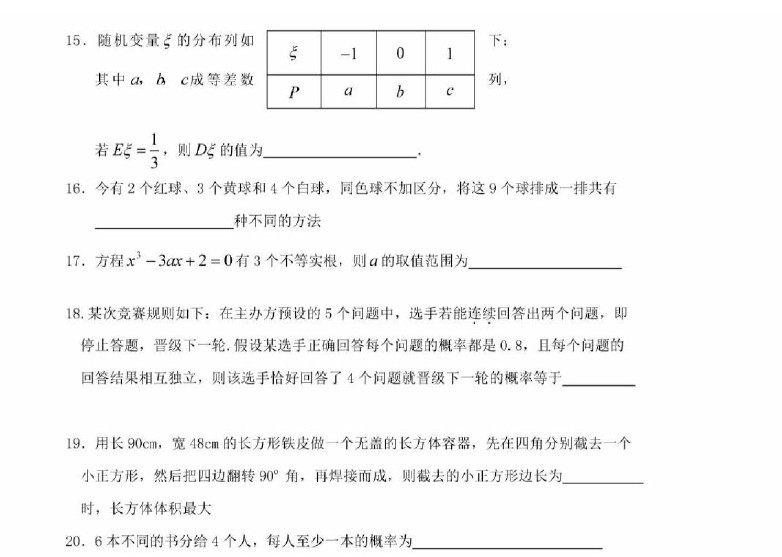 15．随机变量 ξ 的分布列如 下：
ξ −1 0 1
其中 a， b， c成等差数 列，
P a b c
若 Eξ = 1/3，则 Dξ 的值为________________．
16．今有 2 个红球、3 个黄球和 4 个白球，同色球不加区分，将这 9 个球排成一排共有
________________种不同的方法
17．方程 x³ − 3ax + 2 = 0 有 3 个不等实根，则 a 的取值范围为________________
18.某次竞赛规则如下：在主办方预设的 5 个问题中，选手若能连续回答出两个问题，即
停止答题，晋级下一轮.假设某选手正确回答每个问题的概率都是 0.8，且每个问题的
回答结果相互独立，则该选手恰好回答了 4 个问题就晋级下一轮的概率等于________
19．用长 90cm，宽 48cm 的长方形铁皮做一个无盖的长方体容器，先在四角分别截去一个
小正方形，然后把四边翻转 90° 角，再焊接而成，则截去的小正方形边长为________
时，长方体体积最大
20．6 本不同的书分给 4 个人，每人至少一本的概率为________________